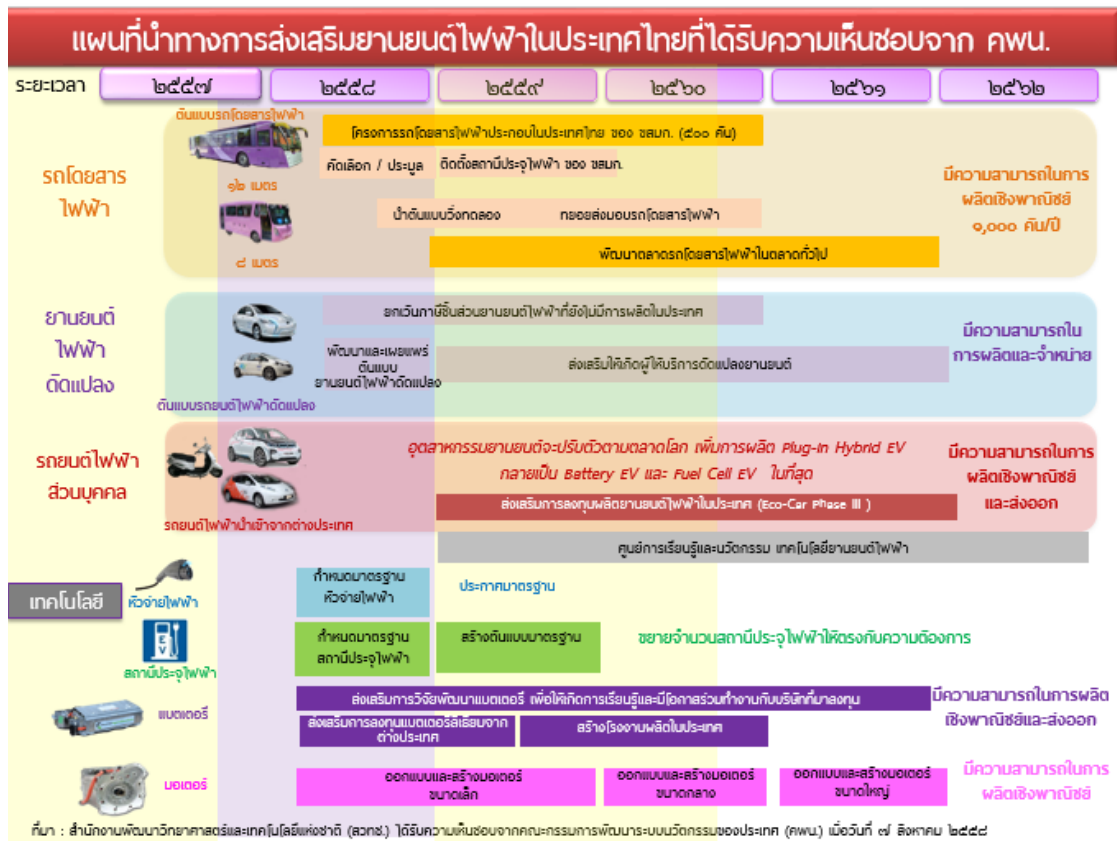 แผนที่นำทางการส่งเสริมยานยนต์ไฟฟ้าในประเทศไทยที่ได้รับความเห็นชอบจาก คพน.
ระยะเวลา
๒๕๕๗
๒๕๕๘
๒๕๕๙
๒๕๖๐
๒๕๖๑
๒๕๖๒
รถโดยสาร
ไฟฟ้า
ต้นแบบรถโดยสารไฟฟ้า
๑๒ เมตร
๘ เมตร
โครงการรถโดยสารไฟฟ้าประกอบในประเทศไทย ของ ขสมก. (๕๐๐ คัน)
คัดเลือก / ประมูล
ติดตั้งสถานีประจุไฟฟ้า ของ ขสมก.
นำต้นแบบวิ่งทดลอง
ทยอยส่งมอบรถโดยสารไฟฟ้า
พัฒนาตลาดรถโดยสารไฟฟ้าในตลาดทั่วไป
มีความสามารถในการ
ผลิตเชิงพาณิชย์
๑,๐๐๐ คัน/ปี
ยานยนต์
ไฟฟ้า
ดัดแปลง
ต้นแบบรถยนต์ไฟฟ้าดัดแปลง
ยกเว้นภาษีชิ้นส่วนยานยนต์ไฟฟ้าที่ยังไม่มีการผลิตในประเทศ
พัฒนาและเผยแพร่
ต้นแบบ
ยานยนต์ไฟฟ้าดัดแปลง
ส่งเสริมให้เกิดผู้ให้บริการดัดแปลงยานยนต์
มีความสามารถใน
การผลิตและจำหน่าย
รถยนต์ไฟฟ้า
ส่วนบุคคล
รถยนต์ไฟฟ้านำเข้าจากต่างประเทศ
อุตสาหกรรมยานยนต์จะปรับตัวตามตลาดโลก เพิ่มการผลิต Plug-In Hybrid EV
กลายเป็น Battery EV และ Fuel Cell EV ในที่สุด
ส่งเสริมการลงทุนผลิตยานยนต์ไฟฟ้าในประเทศ (Eco-Car Phase III )
มีความสามารถในการ
ผลิตเชิงพาณิชย์
และส่งออก
ศูนย์การเรียนรู้และนวัตกรรม เทคโนโลยียานยนต์ไฟฟ้า
เทคโนโลยี
หัวจ่ายไฟฟ้า
กำหนดมาตรฐาน
หัวจ่ายไฟฟ้า
ประกาศมาตรฐาน
EV
สถานีประจุไฟฟ้า
กำหนดมาตรฐาน
สถานีประจุไฟฟ้า
สร้างต้นแบบมาตรฐาน
ขยายจำนวนสถานีประจุไฟฟ้าให้ตรงกับความต้องการ
แบตเตอรี่
ส่งเสริมการวิจัยพัฒนาแบตเตอรี่ เพื่อให้เกิดการเรียนรู้และมีโอกาสร่วมทำงานกับบริษัทที่มาลงทุน
ส่งเสริมการลงทุนแบตเตอรี่ลิเธียมจาก
ต่างประเทศ
สร้างโรงงานผลิตในประเทศ
มีความสามารถในการผลิต
เชิงพาณิชย์และส่งออก
มอเตอร์
ออกแบบและสร้างมอเตอร์
ขนาดเล็ก
ออกแบบและสร้างมอเตอร์
ขนาดกลาง
ออกแบบและสร้างมอเตอร์
ขนาดใหญ่
มีความสามารถในการ
ผลิตเชิงพาณิชย์
ที่มา : สำนักงานพัฒนาวิทยาศาสตร์และเทคโนโลยีแห่งชาติ (สวทช.) ได้รับความเห็นชอบจากคณะกรรมการพัฒนาระบบนวัตกรรมของประเทศ (คพน.) เมื่อวันที่ ๗ สิงหาคม ๒๕๕๘